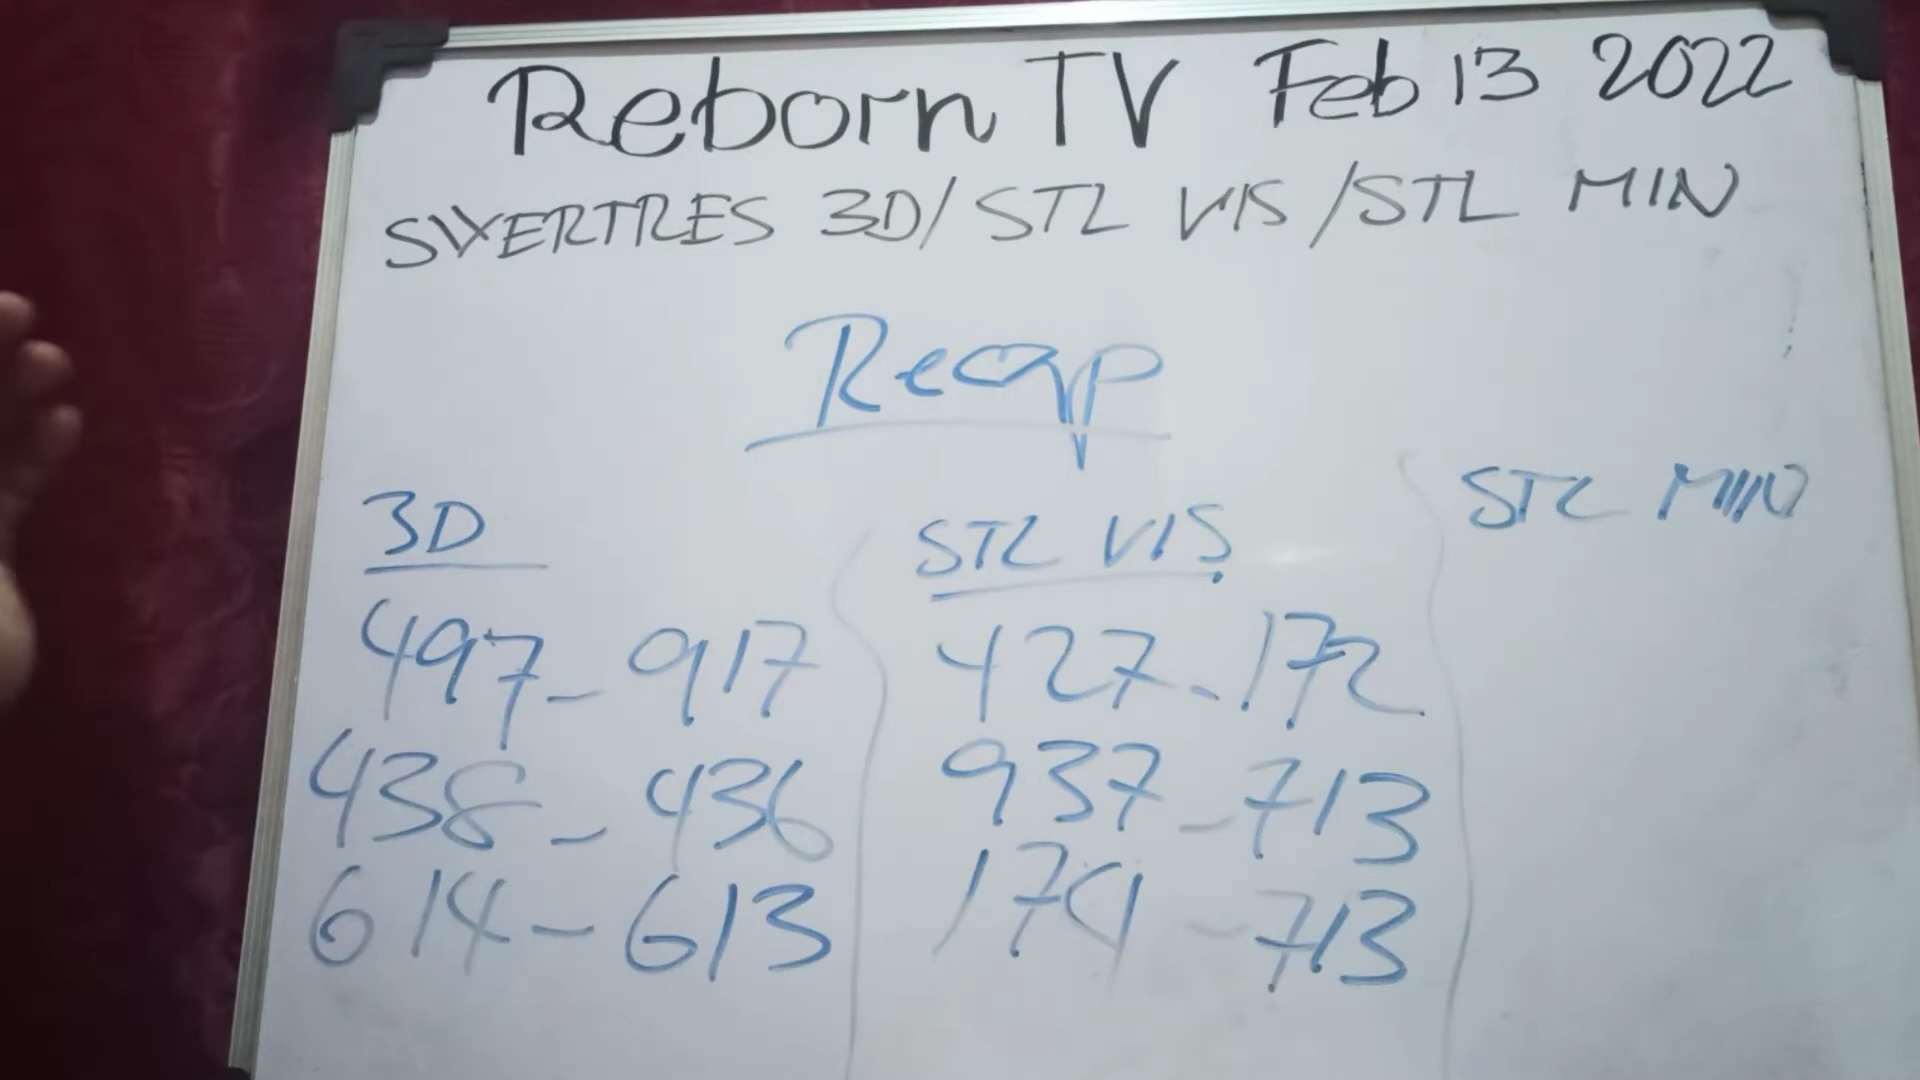 Reborn TV Feb 13 2022
SWERTRES 3D/ STL VIS /STL MIN
Recap
3D STL VIS STL MIN
497 - 917 427 - 172
438 - 436 937 - 713
614 - 613 174 - 713